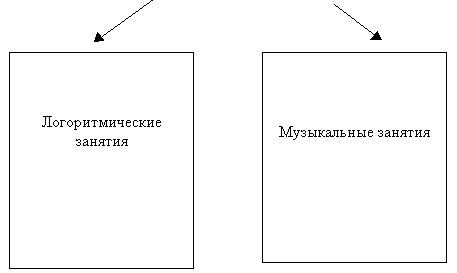 Логоритмические
занятия
Музыкальные занятия